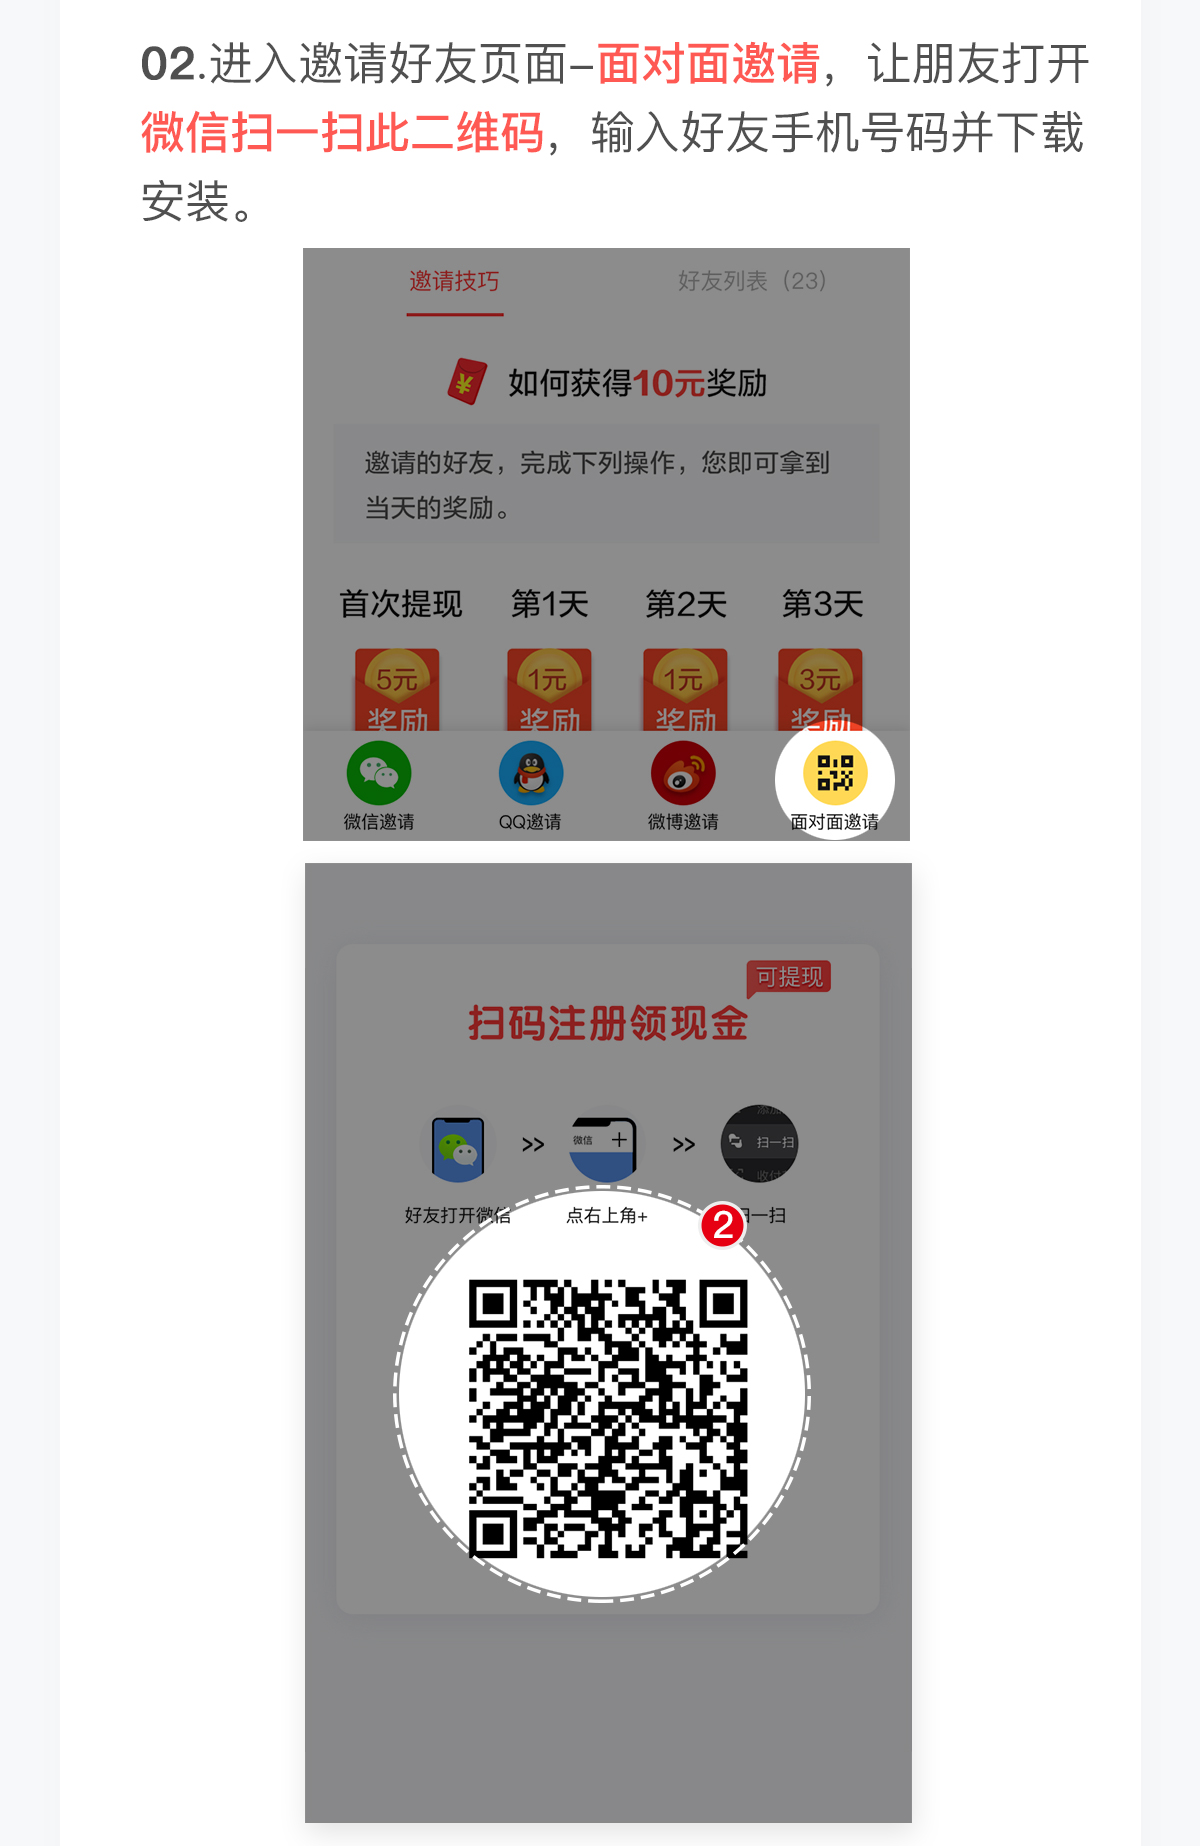 02.进入邀请好友页面-面对面邀请，让朋友打开
微信扫一扫此二维码，输入好友手机号码并下载
安装。
邀请技巧 好友列表（23）
如何获得10元奖励
邀请的好友，完成下列操作，您即可拿到
当天的奖励。
首次提现 第1天 第2天 第3天
5元 1元 1元 3元
奖励 奖励 奖励 奖励
微信邀请 QQ邀请 微博邀请 面对面邀请
可提现
扫码注册领现金
微信
扫一扫
好友打开微信 点右上角+ 扫一扫
2